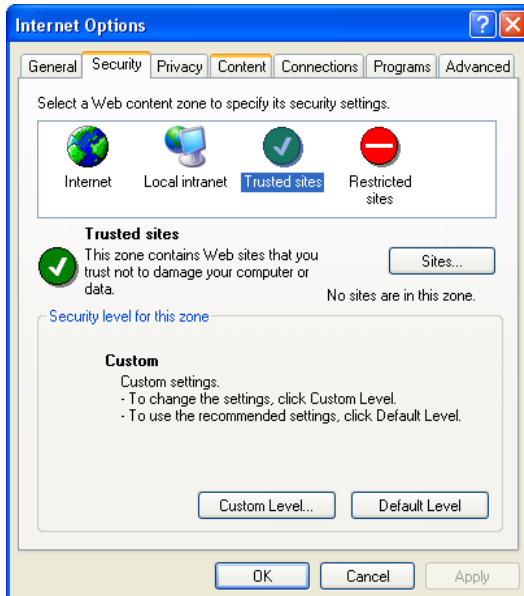 Internet Options
General Security Privacy Content Connections Programs Advanced
Select a Web content zone to specify its security settings.
Internet Local intranet Trusted sites Restricted
sites
Trusted sites
This zone contains Web sites that you
trust not to damage your computer or
data.
Sites...
No sites are in this zone.
Security level for this zone
Custom
Custom settings.
- To change the settings, click Custom Level.
- To use the recommended settings, click Default Level.
Custom Level... Default Level
OK Cancel Apply